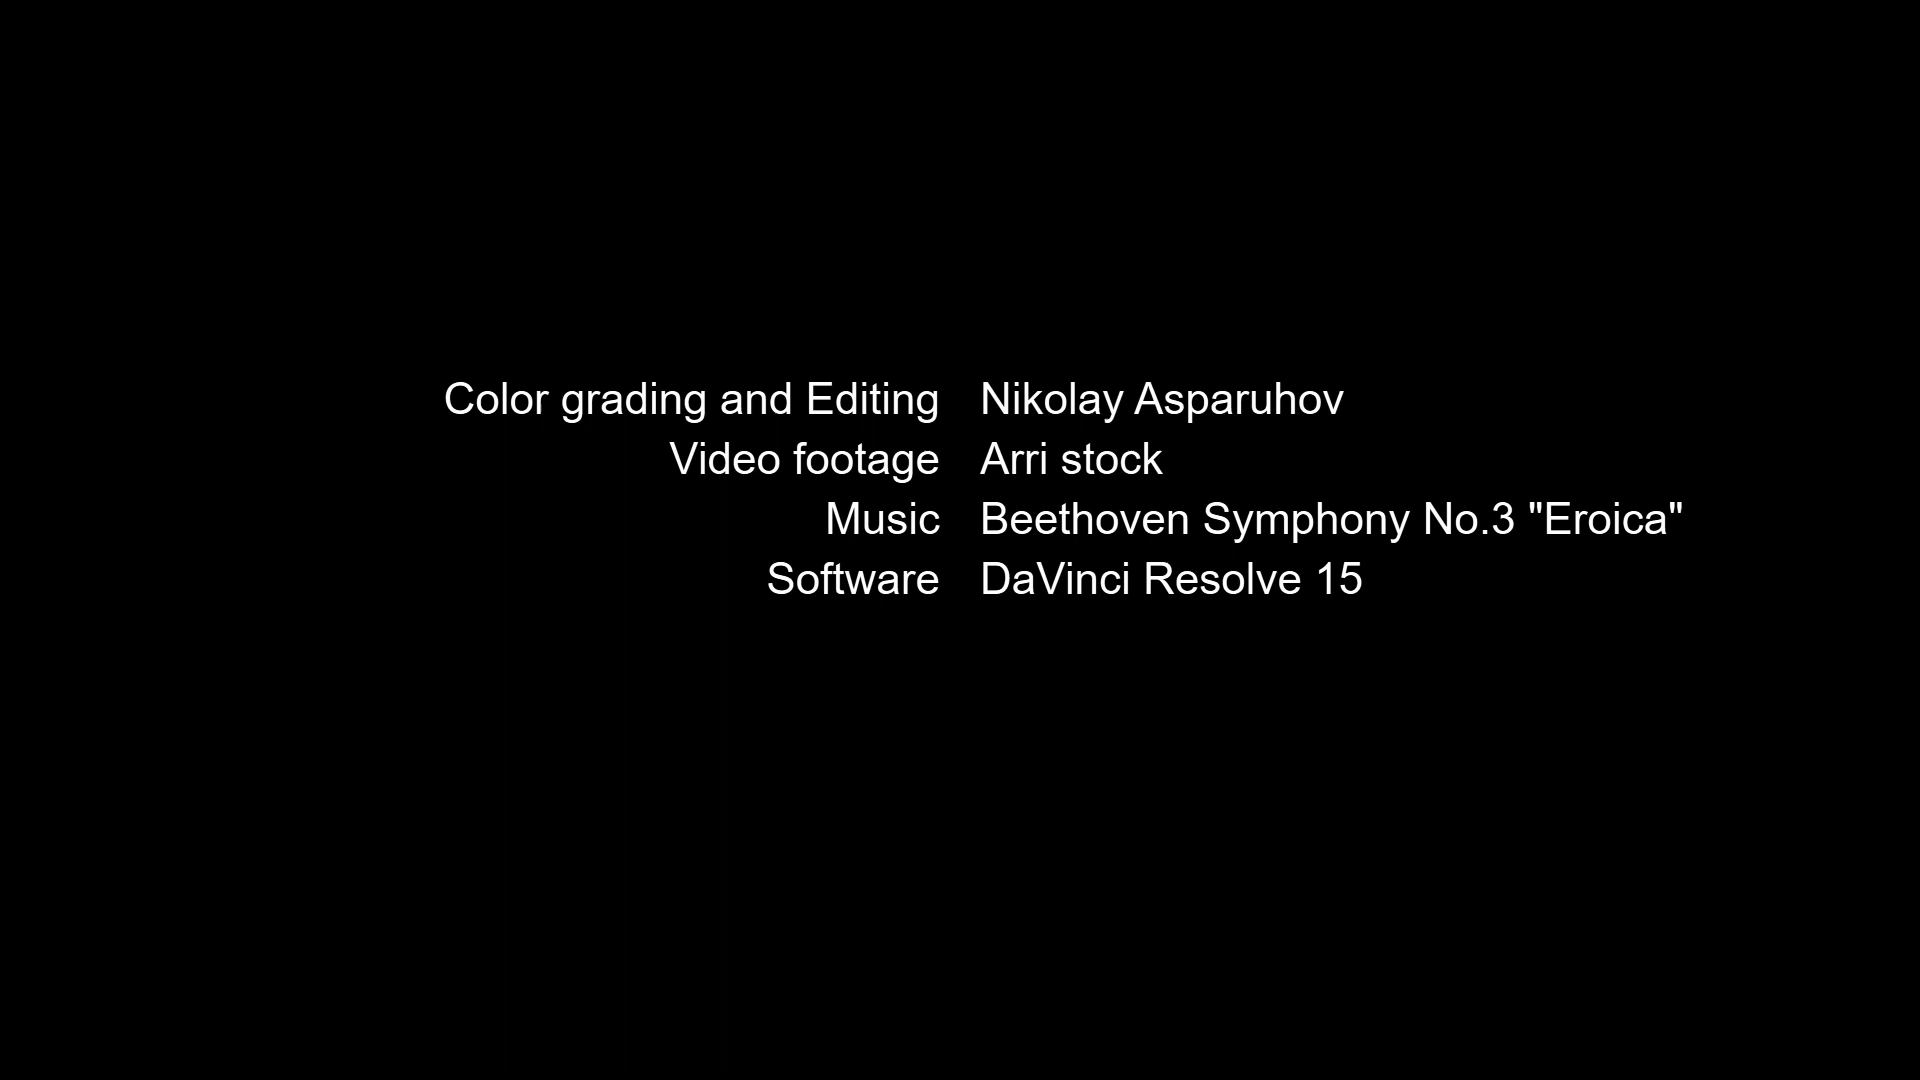 Color grading and Editing Nikolay Asparuhov
Video footage Arri stock
Music Beethoven Symphony No.3 "Eroica"
Software DaVinci Resolve 15